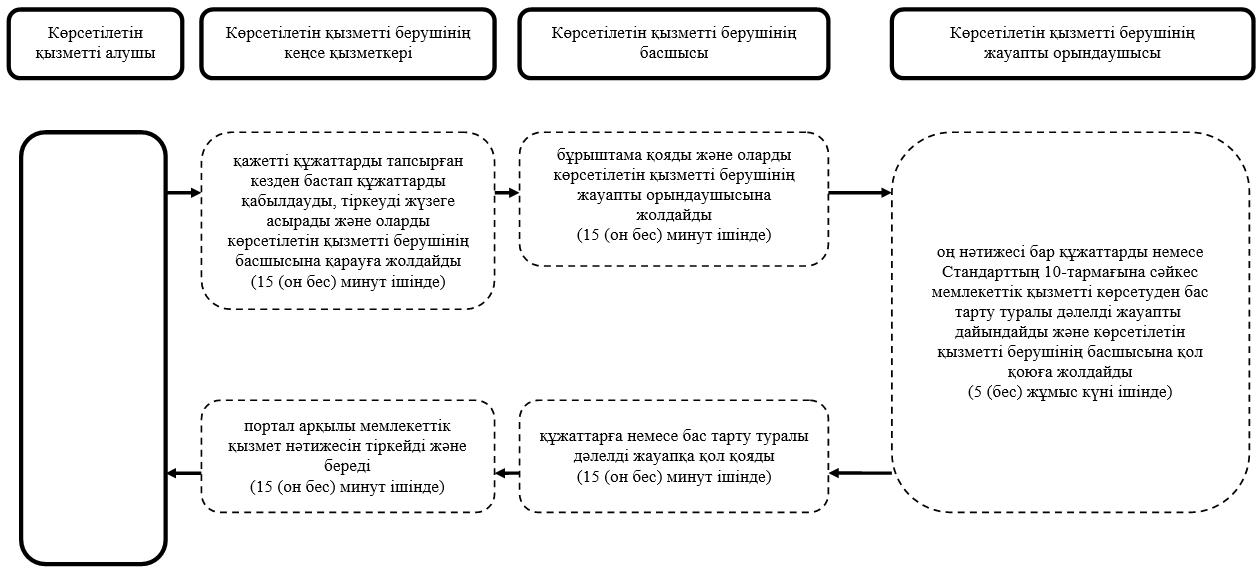 Көрсетілетін
қызметті алушы
Көрсетілетін қызметті берушінің
кеңсе қызметкері
Көрсетілетін қызметті берушінің
басшысы
Көрсетілетін қызметті берушінің
жауапты орындаушысы
қажетті құжаттарды тапсырған
кезден бастап құжаттарды
қабылдауды, тіркеуді жүзеге
асырады және оларды
көрсетілетін қызметті берушінің
басшысына қарауға жолдайды
(15 (он бес) минут ішінде)
бұрыштама қояды және оларды
көрсетілетін қызметті берушінің
жауапты орындаушысына
жолдайды
(15 (он бес) минут ішінде)
оң нәтижесі бар құжаттарды немесе
Стандарттың 10-тармағына сәйкес
мемлекеттік қызметті көрсетуден бас
тарту туралы дәлелді жауапты
дайындайды және көрсетілетін
қызметті берушінің басшысына қол
қоюға жолдайды
(5 (бес) жұмыс күні ішінде)
портал арқылы мемлекеттік
қызмет нәтижесін тіркейді және
береді
(15 (он бес) минут ішінде)
құжаттарға немесе бас тарту туралы
дәлелді жауапқа қол қояды
(15 (он бес) минут ішінде)